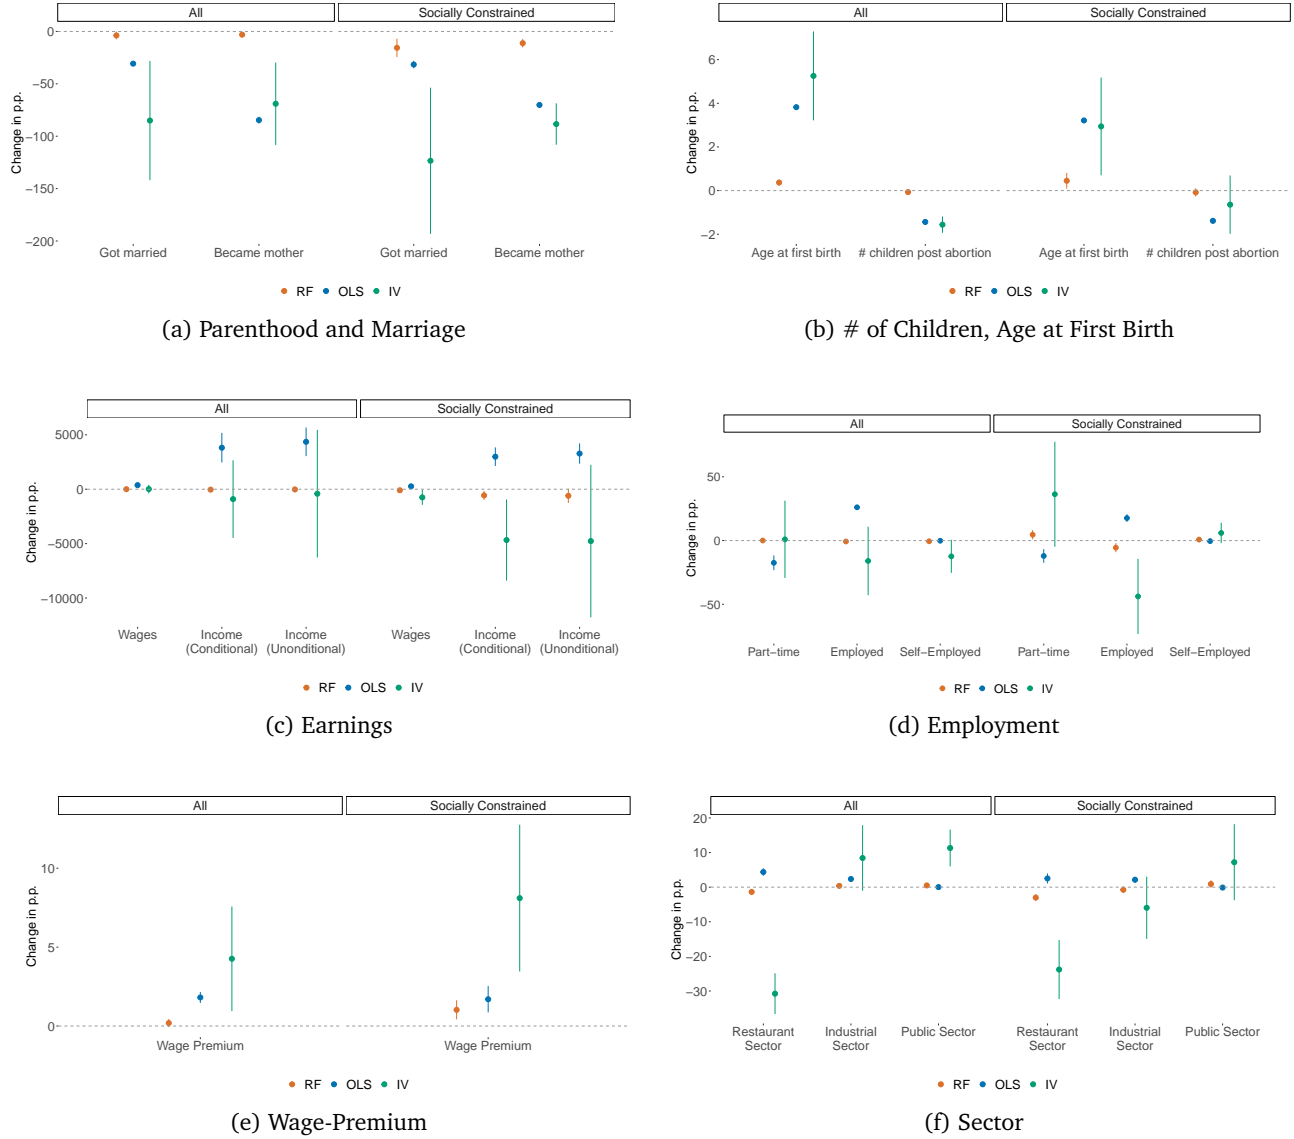 All Socially Constrained
0
−50
−100
−150
−200
Change in p.p.
Got married Became mother Got married Became mother
RF OLS IV
(a) Parenthood and Marriage
All Socially Constrained
6
4
2
0
−2
Change in p.p.
Age at first birth # children post abortion Age at first birth # children post abortion
RF OLS IV
(b) # of Children, Age at First Birth
All Socially Constrained
5000
0
−5000
−10000
Change in p.p.
Wages Income Income Wages Income Income
(Conditional) (Unonditional) (Conditional) (Unonditional)
RF OLS IV
(c) Earnings
All Socially Constrained
50
0
−50
Change in p.p.
Part−time Employed Self−Employed Part−time Employed Self−Employed
RF OLS IV
(d) Employment
All Socially Constrained
10
5
0
Change in p.p.
Wage Premium Wage Premium
RF OLS IV
(e) Wage-Premium
All Socially Constrained
20
10
0
−10
−20
−30
Change in p.p.
Restaurant Industrial Public Sector Restaurant Industrial Public Sector
Sector Sector Sector Sector
RF OLS IV
(f) Sector